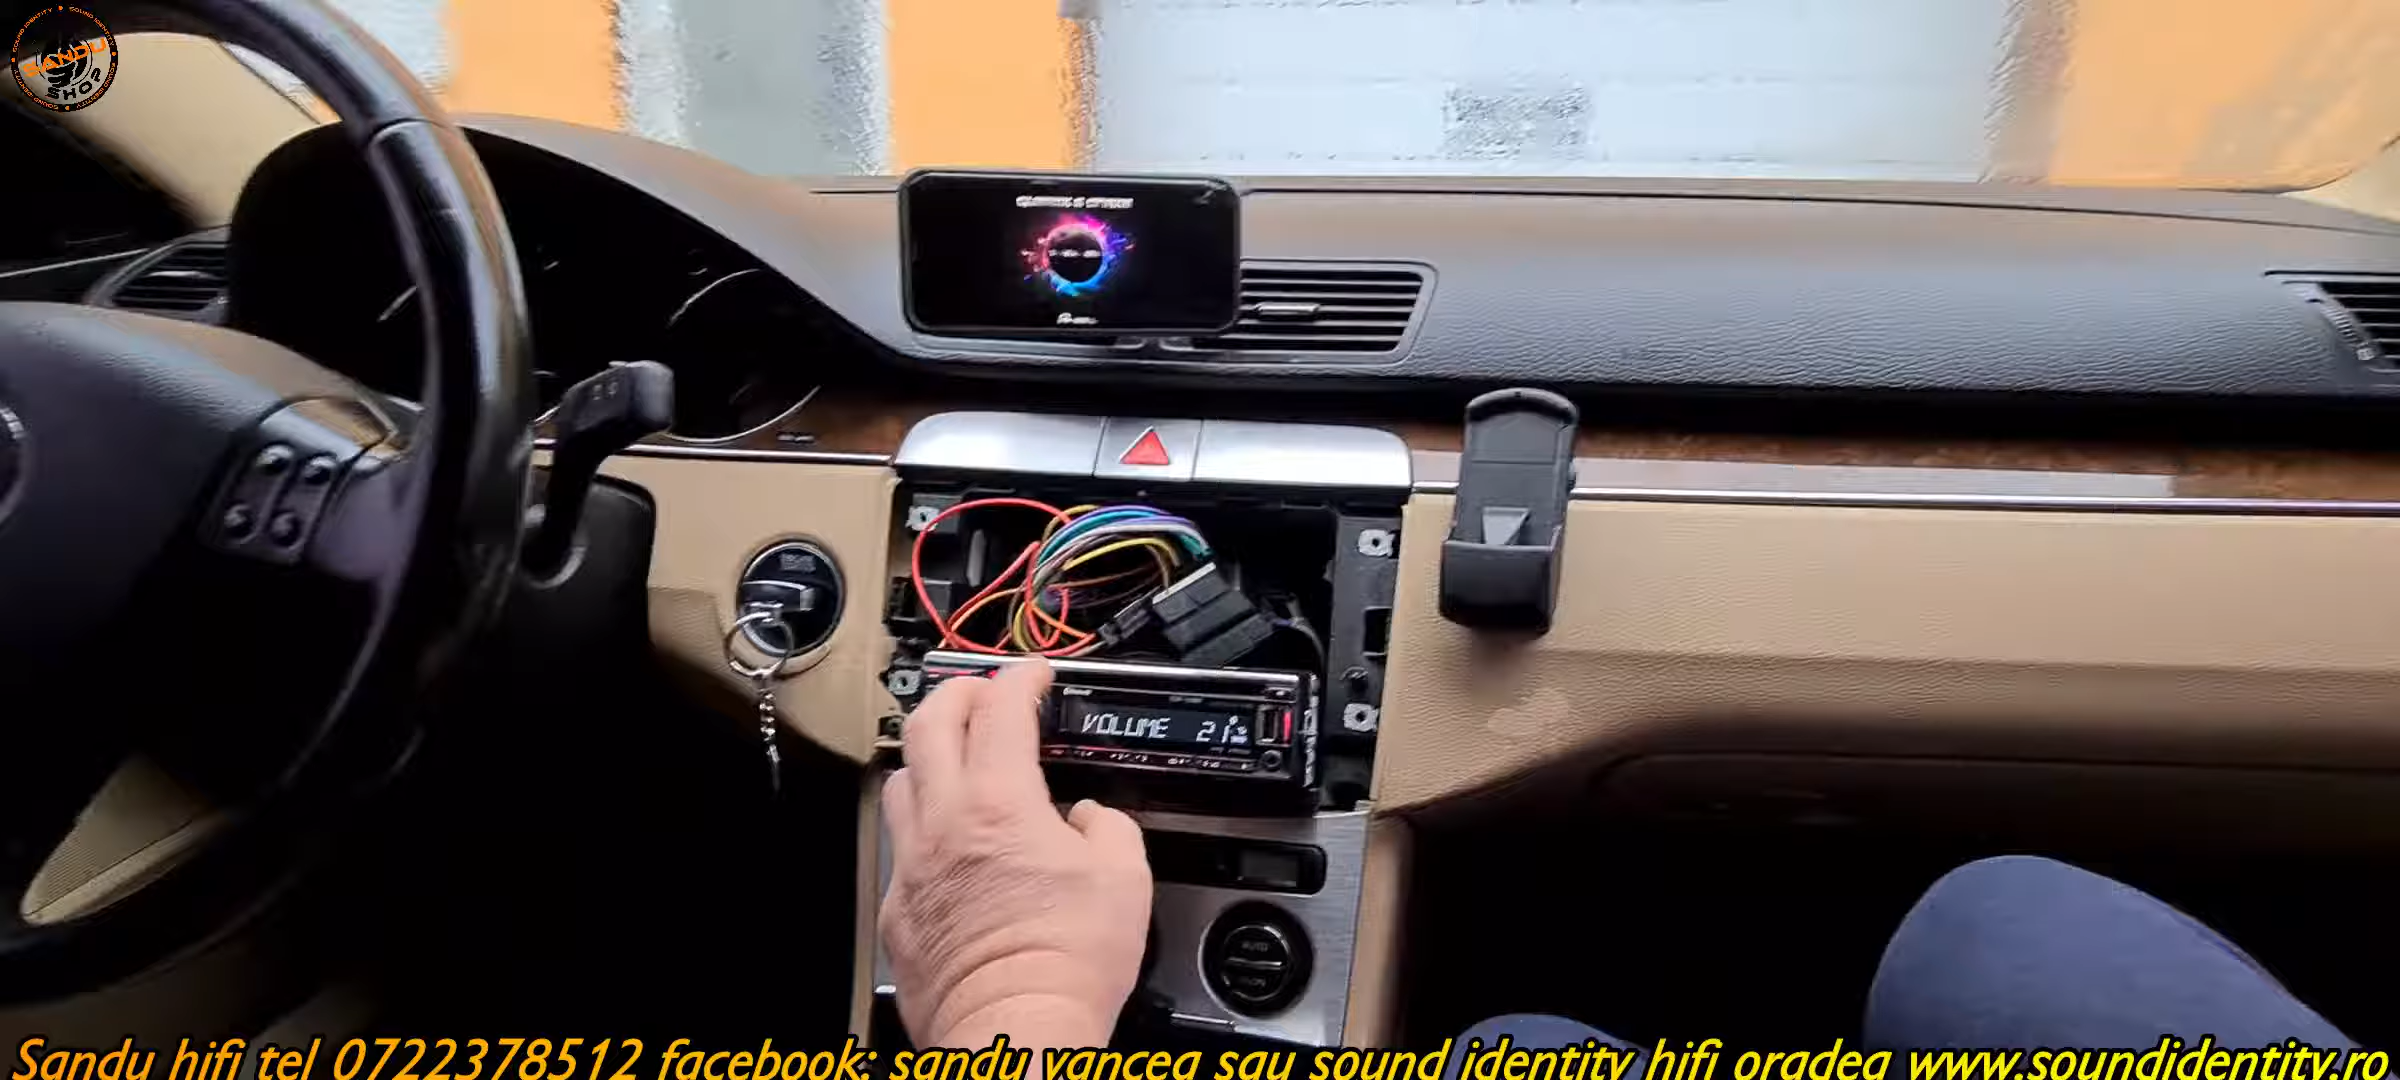 SANDU
SHOP
VOLUME 21
Sandu hifi tel 0722378512 facebook: sandu vancea sau sound identity hifi oradea www.soundidentity.ro